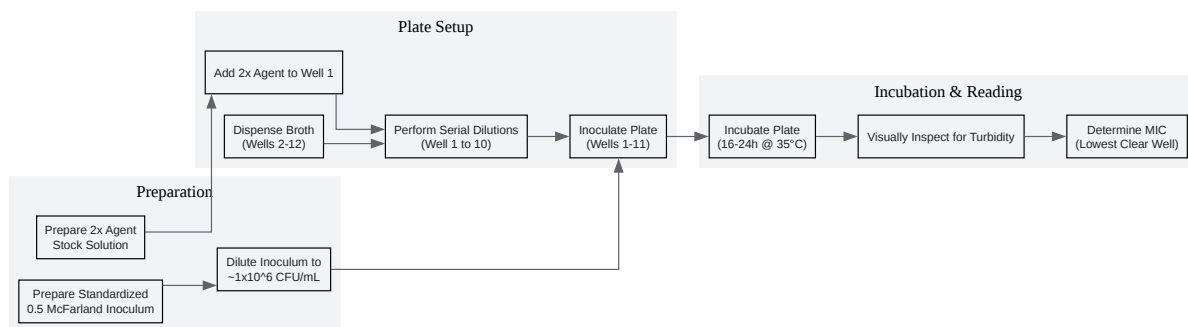 Plate Setup
Add 2x Agent to Well 1
Dispense Broth
(Wells 2-12)
Perform Serial Dilutions
(Well 1 to 10)
Inoculate Plate
(Wells 1-11)
Incubation & Reading
Incubate Plate
(16-24h @ 35°C)
Visually Inspect for Turbidity
Determine MIC
(Lowest Clear Well)
Preparation
Prepare 2x Agent
Stock Solution
Dilute Inoculum to
~1x10^6 CFU/mL
Prepare Standardized
0.5 McFarland Inoculum